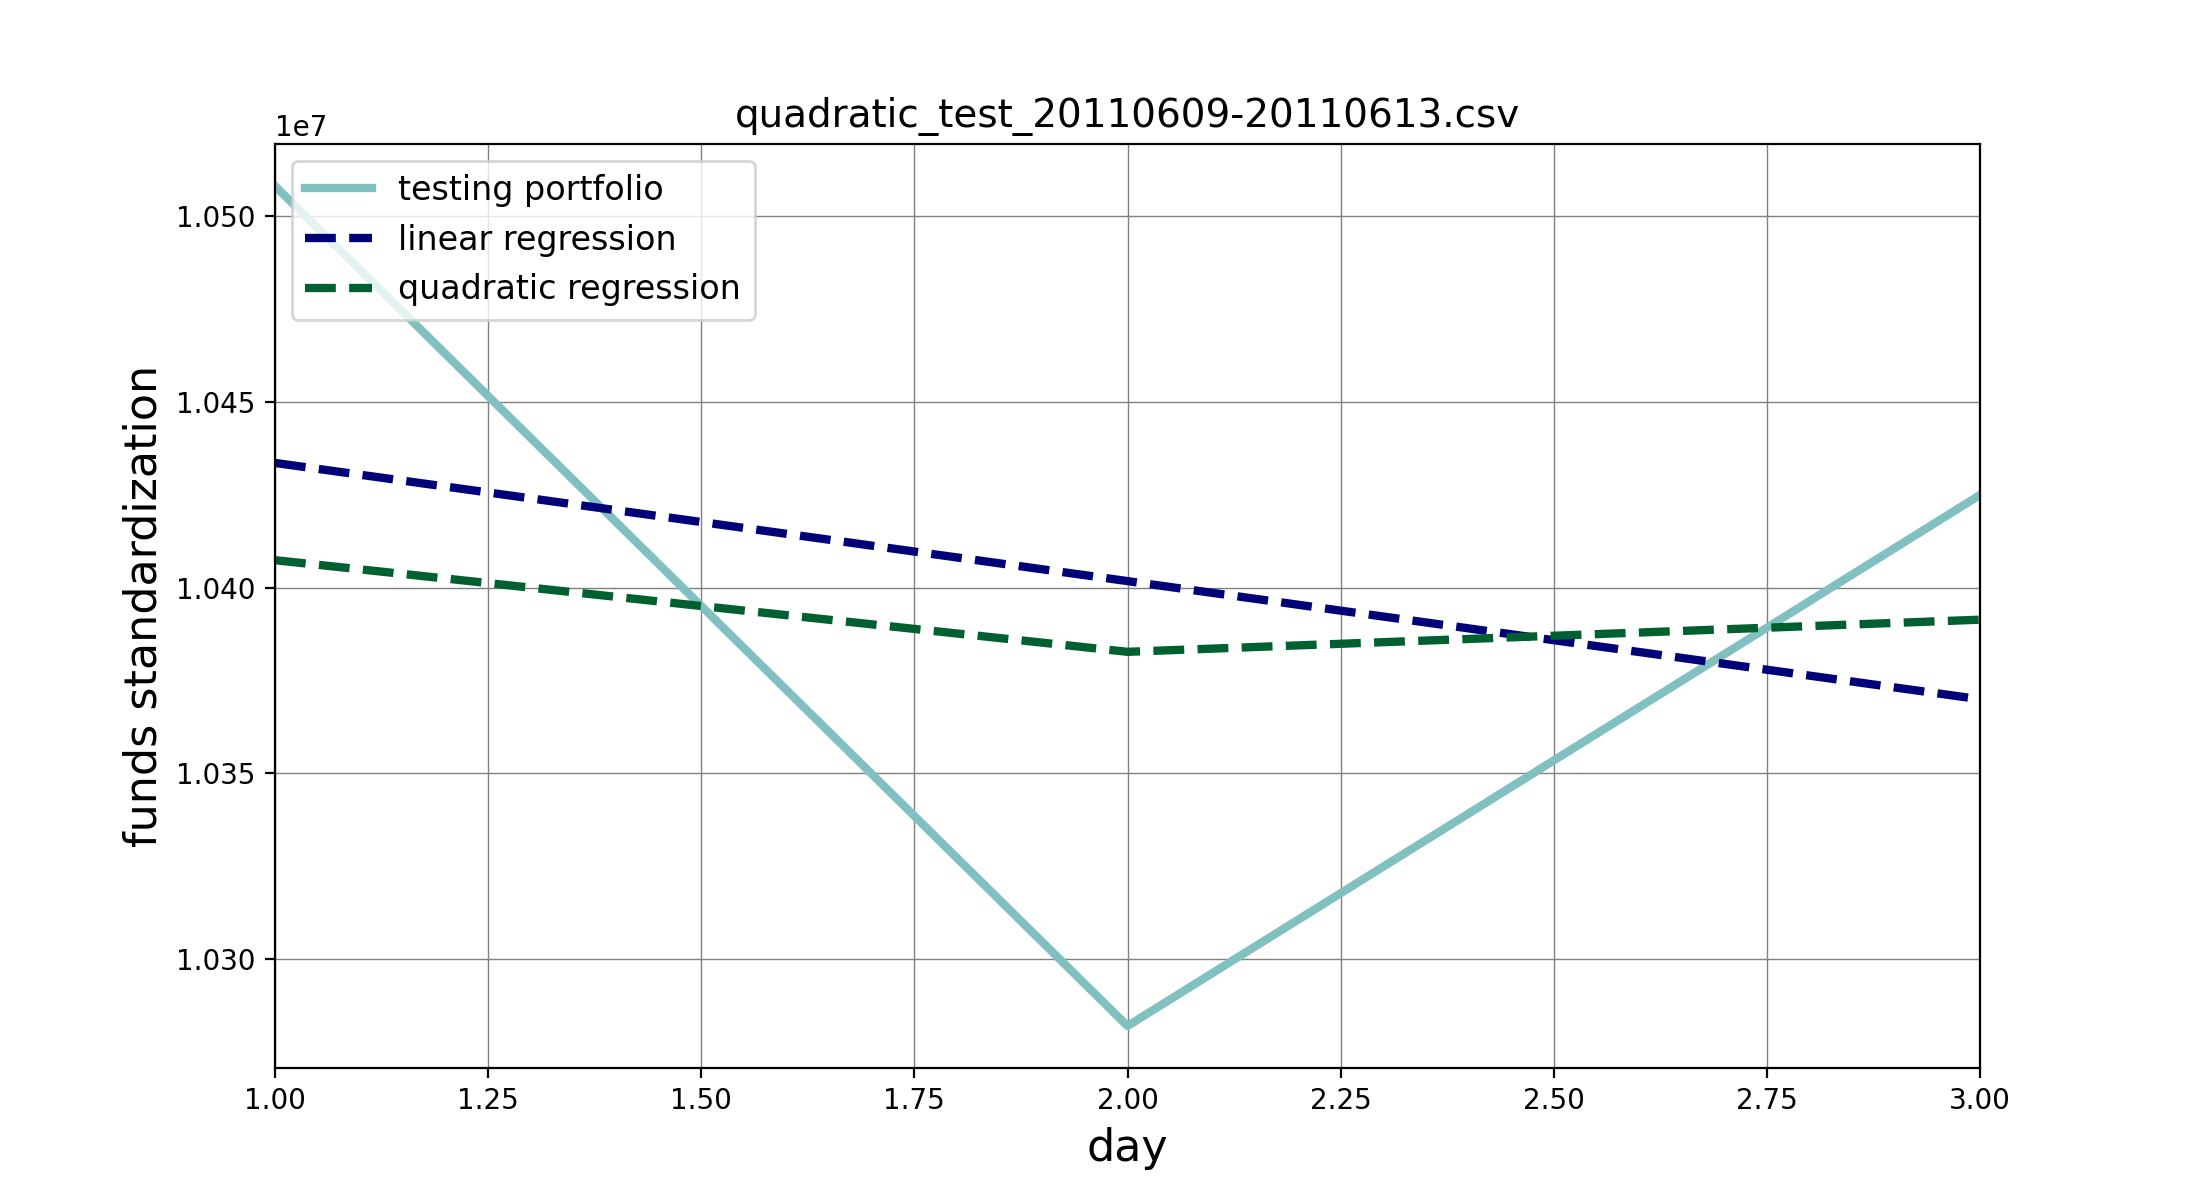 quadratic_test_20110609-20110613.csv
1e7
testing portfolio
linear regression
quadratic regression
funds standardization
1.050
1.045
1.040
1.035
1.030
1.00 1.25 1.50 1.75 2.00 2.25 2.50 2.75 3.00
day